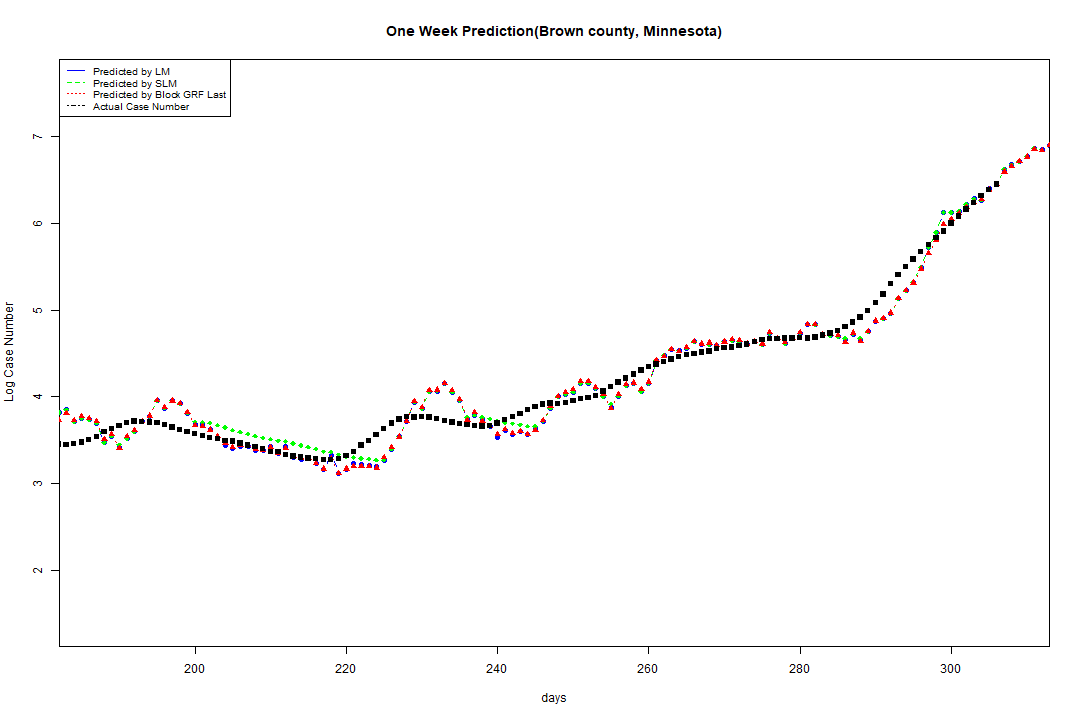 One Week Prediction(Brown county, Minnesota)
Predicted by LM
Predicted by SLM
Predicted by Block GRF Last
Actual Case Number
7
6
5
4
3
2
Log Case Number
200 220 240 260 280 300
days